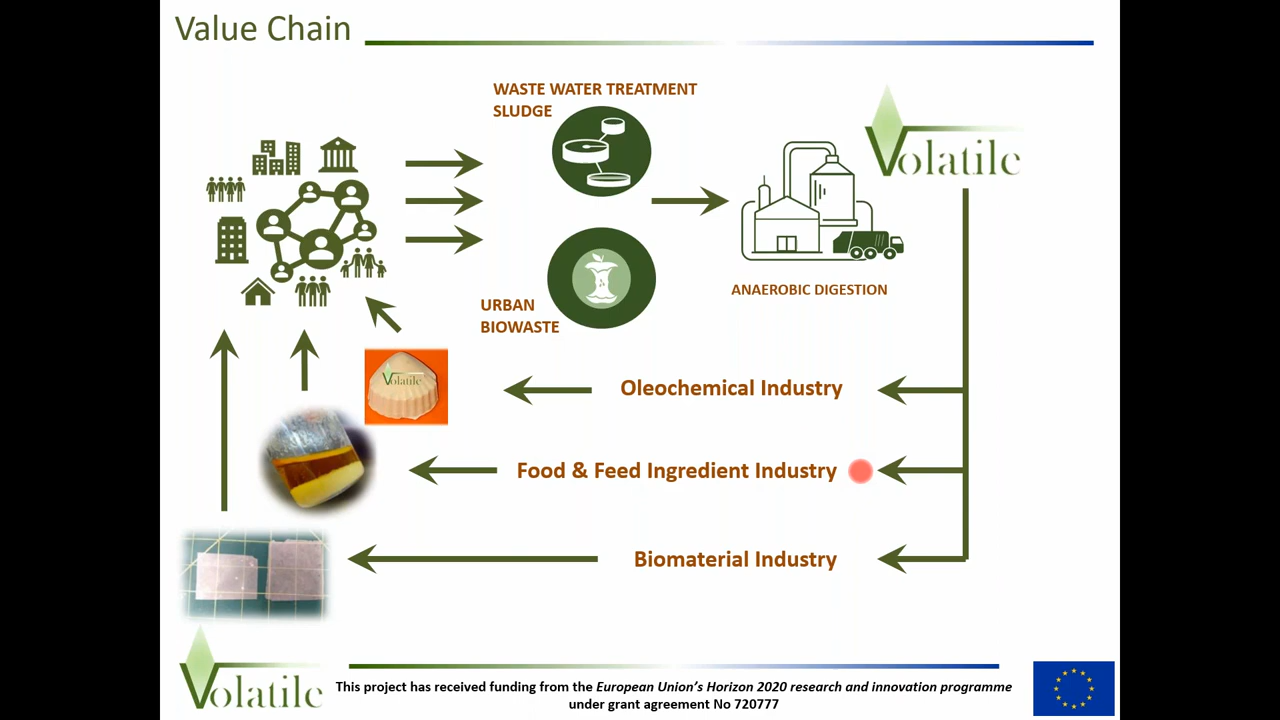 Value Chain
WASTE WATER TREATMENT
SLUDGE
Volatile
URBAN
BIOWASTE
ANAEROBIC DIGESTION
Volatile
Oleochemical Industry
Food & Feed Ingredient Industry
Biomaterial Industry
Volatile
This project has received funding from the European Union's Horizon 2020 research and innovation programme
under grant agreement No 720777